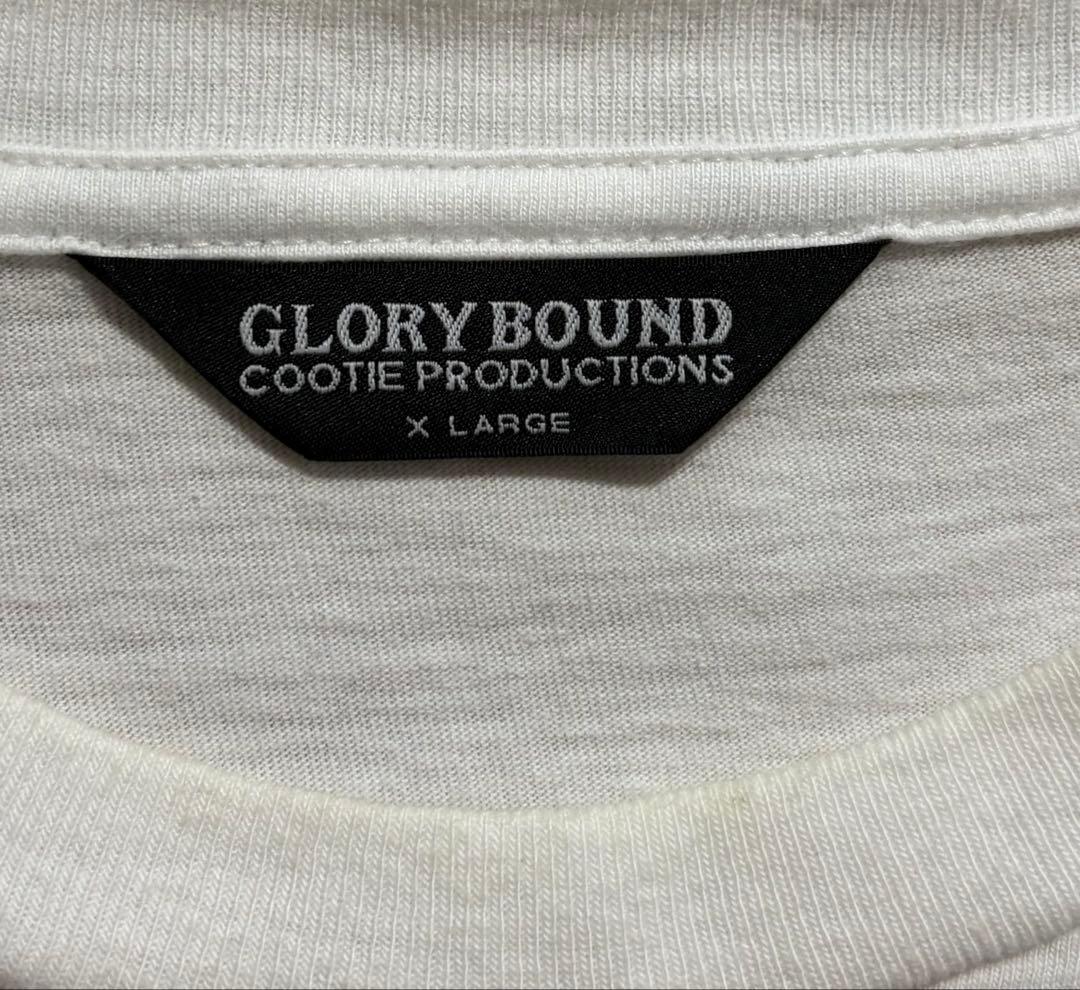 GLORY BOUND
COOTIE PRODUCTIONS
X LARGE